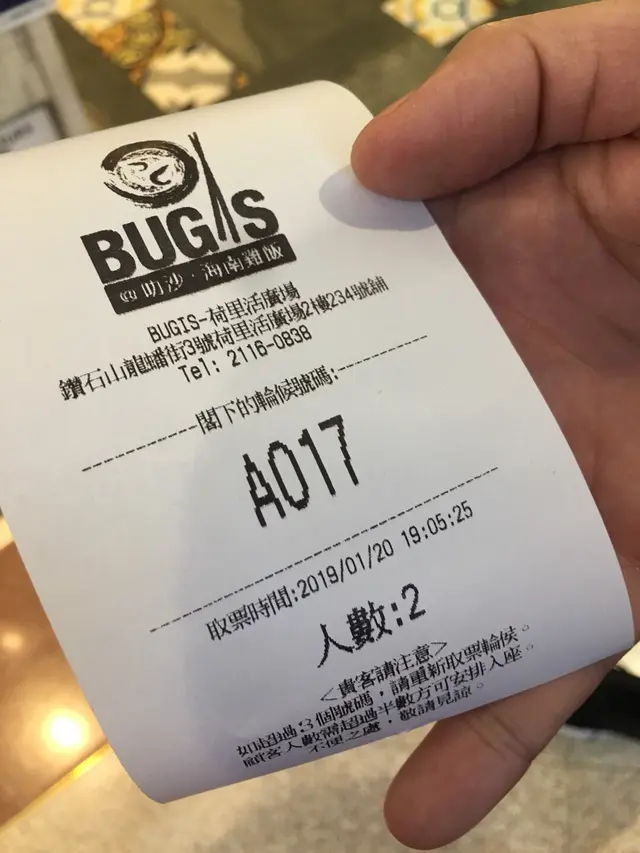 BUGIS
@叻沙·海南雞飯
BUGIS-荷里活廣場
鑽石山龍蟠街3號荷里活廣場2樓234號舖
Tel: 2116-0838
閣下的輪候號碼:
A017
取票時間:2019/01/20 19:05:25
人數:2
<貴客請注意>
如超過3個號碼，請重新取票輪候。
顧客人數需超過半數方可安排入座。
不便之處，敬請見諒。